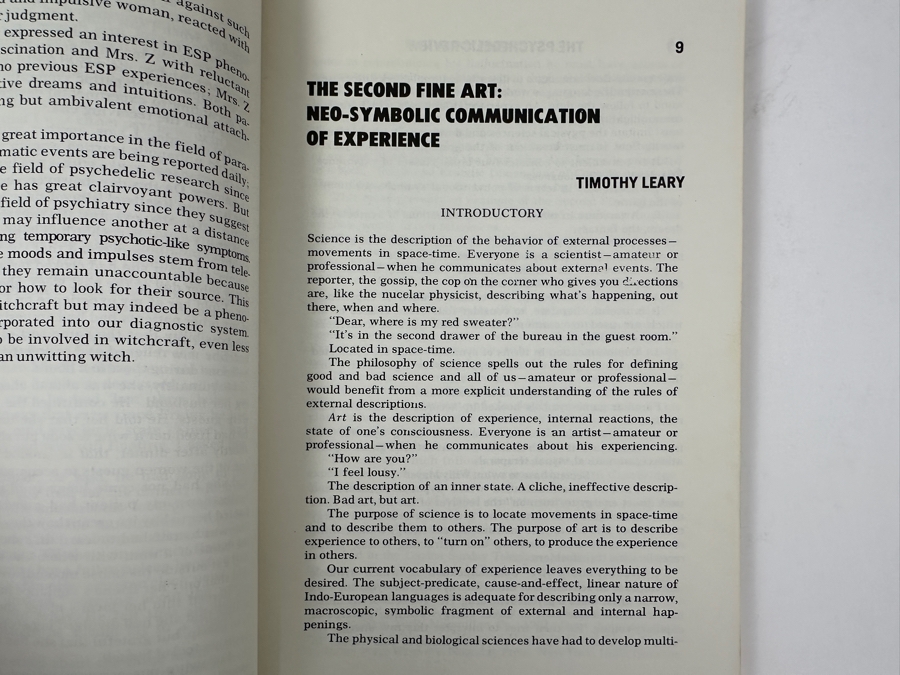 against such
and impulsive woman, reacted with
judgment.
expressed an interest in ESP pheno-
scination and Mrs. Z with reluctant
no previous ESP experiences; Mrs. Z
tive dreams and intuitions. Both pa-
ng but ambivalent emotional attach-
great importance in the field of para-
matic events are being reported daily;
e field of psychedelic research since
e has great clairvoyant powers. But
field of psychiatry since they suggest
may influence another at a distance
ng temporary psychotic-like symptoms,
e moods and impulses stem from tele-
they remain unaccountable because
or how to look for their source. This
itchcraft but may indeed be a pheno-
rporated into our diagnostic system
o be involved in witchcraft, even less
an unwitting witch.
9
THE SECOND FINE ART:
NEO-SYMBOLIC COMMUNICATION
OF EXPERIENCE
TIMOTHY LEARY
INTRODUCTORY
Science is the description of the behavior of external processes—
movements in space-time. Everyone is a scientist—amateur or
professional—when he communicates about external events. The
reporter, the gossip, the cop on the corner who gives you directions
are, like the nucelar physicist, describing what's happening, out
there, when and where.
"Dear, where is my red sweater?"
"It's in the second drawer of the bureau in the guest room."
Located in space-time.
The philosophy of science spells out the rules for defining
good and bad science and all of us—amateur or professional—
would benefit from a more explicit understanding of the rules of
external descriptions.
Art is the description of experience, internal reactions, the
state of one's consciousness. Everyone is an artist—amateur or
professional—when he communicates about his experiencing.
"How are you?"
"I feel lousy."
The description of an inner state. A cliche, ineffective descrip-
tion. Bad art, but art.
The purpose of science is to locate movements in space-time
and to describe them to others. The purpose of art is to describe
experience to others, to "turn on" others, to produce the experience
in others.
Our current vocabulary of experience leaves everything to be
desired. The subject-predicate, cause-and-effect, linear nature of
Indo-European languages is adequate for describing only a narrow,
macroscopic, symbolic fragment of external and internal hap-
penings.
The physical and biological sciences have had to develop multi-